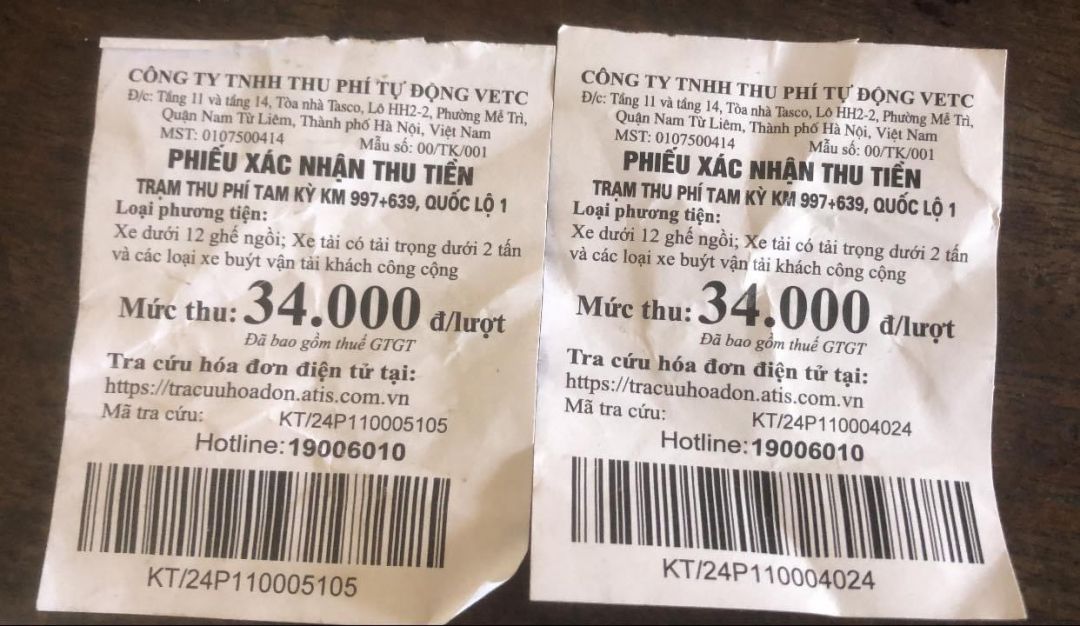 CÔNG TY TNHH THU PHÍ TỰ ĐỘNG VETC
Đ/c: Tầng 11 và tầng 14, Tòa nhà Tasco, Lô HH2-2, Phường Mễ Trì,
Quận Nam Từ Liêm, Thành phố Hà Nội, Việt Nam
MST: 0107500414 Mẫu số: 00/TK/001
PHIẾU XÁC NHẬN THU TIỀN
TRẠM THU PHÍ TAM KỲ KM 997+639, QUỐC LỘ 1
Loại phương tiện:
Xe dưới 12 ghế ngồi; Xe tải có tải trọng dưới 2 tấn
và các loại xe buýt vận tải khách công cộng
Mức thu: 34.000 đ/lượt
Đã bao gồm thuế GTGT
Tra cứu hóa đơn điện tử tại:
https://tracuuhoadon.atis.com.vn
Mã tra cứu: KT/24P110005105
Hotline: 19006010
KT/24P110005105
CÔNG TY TNHH THU PHÍ TỰ ĐỘNG VETC
Đ/c: Tầng 11 và tầng 14, Tòa nhà Tasco, Lô HH2-2, Phường Mễ Trì,
Quận Nam Từ Liêm, Thành phố Hà Nội, Việt Nam
MST: 0107500414 Mẫu số: 00/TK/001
PHIẾU XÁC NHẬN THU TIỀN
TRẠM THU PHÍ TAM KỲ KM 997+639, QUỐC LỘ 1
Loại phương tiện:
Xe dưới 12 ghế ngồi; Xe tải có tải trọng dưới 2 tấn
và các loại xe buýt vận tải khách công cộng
Mức thu: 34.000 đ/lượt
Đã bao gồm thuế GTGT
Tra cứu hóa đơn điện tử tại:
https://tracuuhoadon.atis.com.vn
Mã tra cứu: KT/24P110004024
Hotline: 19006010
KT/24P110004024